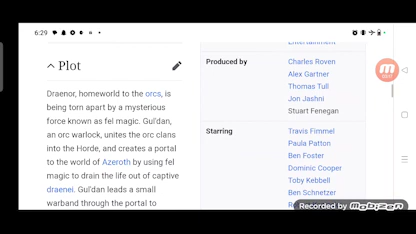 6:29
Entertainment
Plot
Draenor, homeworld to the orcs, is
being torn apart by a mysterious
force known as fel magic. Gul'dan,
an orc warlock, unites the orc clans
into the Horde, and creates a portal
to the world of Azeroth by using fel
magic to drain the life out of captive
draenei. Gul'dan leads a small
warband through the portal to
Produced by
Charles Roven
Alex Gartner
Thomas Tull
Jon Jashni
Stuart Fenegan
Starring
Travis Fimmel
Paula Patton
Ben Foster
Dominic Cooper
Toby Kebbell
Ben Schnetzer
Recorded by Mobizen